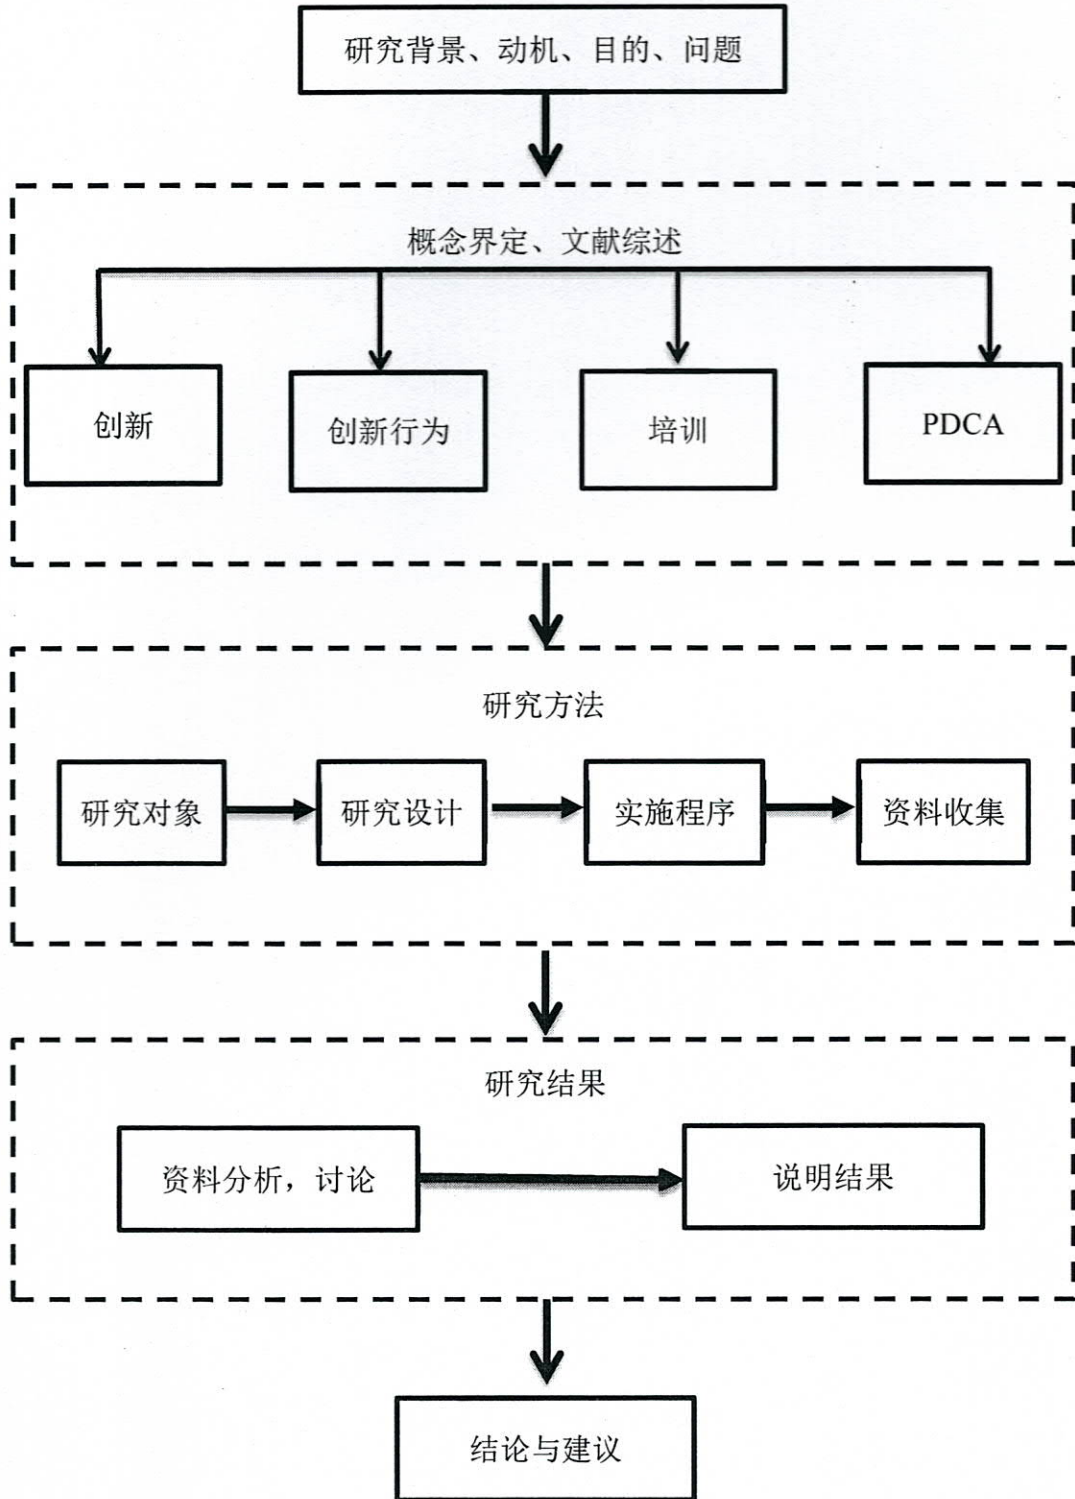 研究背景、动机、目的、问题
概念界定、文献综述
创新
创新行为
培训
PDCA
研究方法
研究对象
研究设计
实施程序
资料收集
研究结果
资料分析，讨论
说明结果
结论与建议